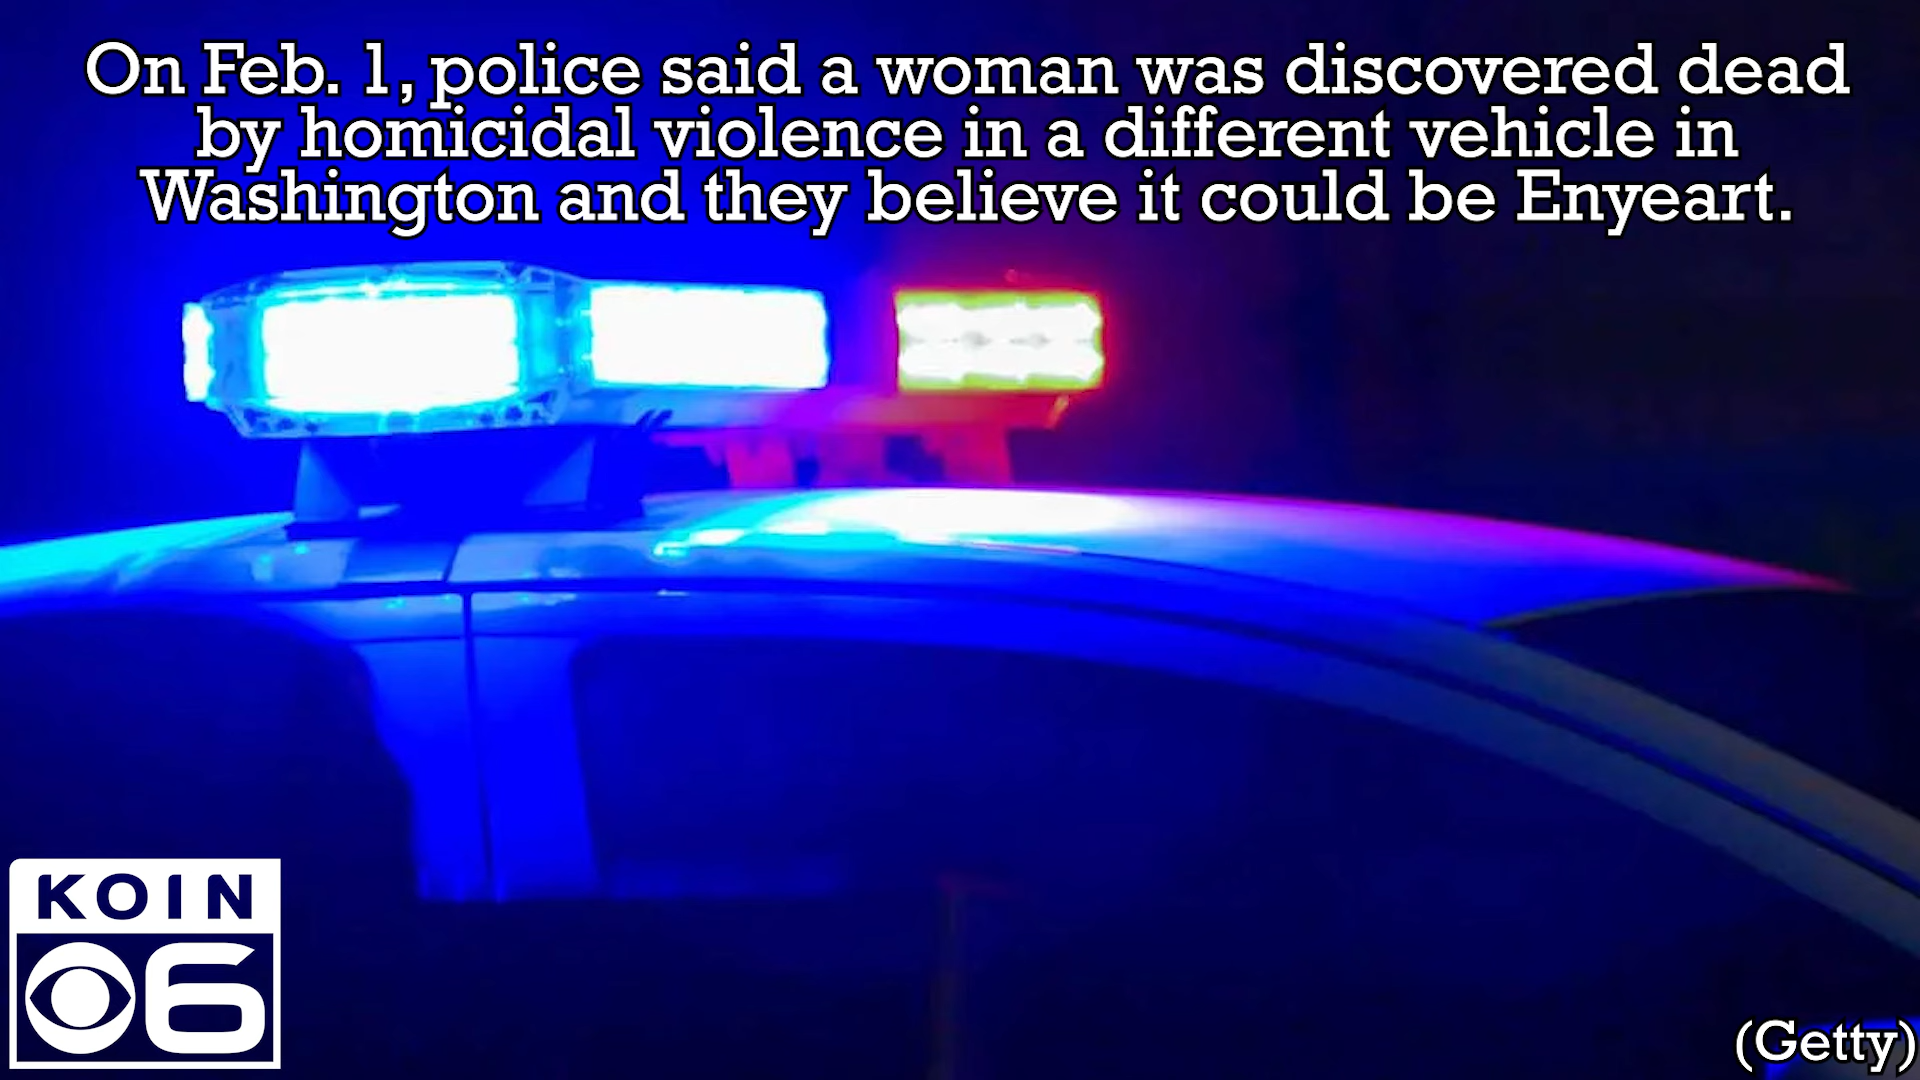 On Feb. 1, police said a woman was discovered dead
by homicidal violence in a different vehicle in
Washington and they believe it could be Enyeart.
KOIN
6
(Getty)